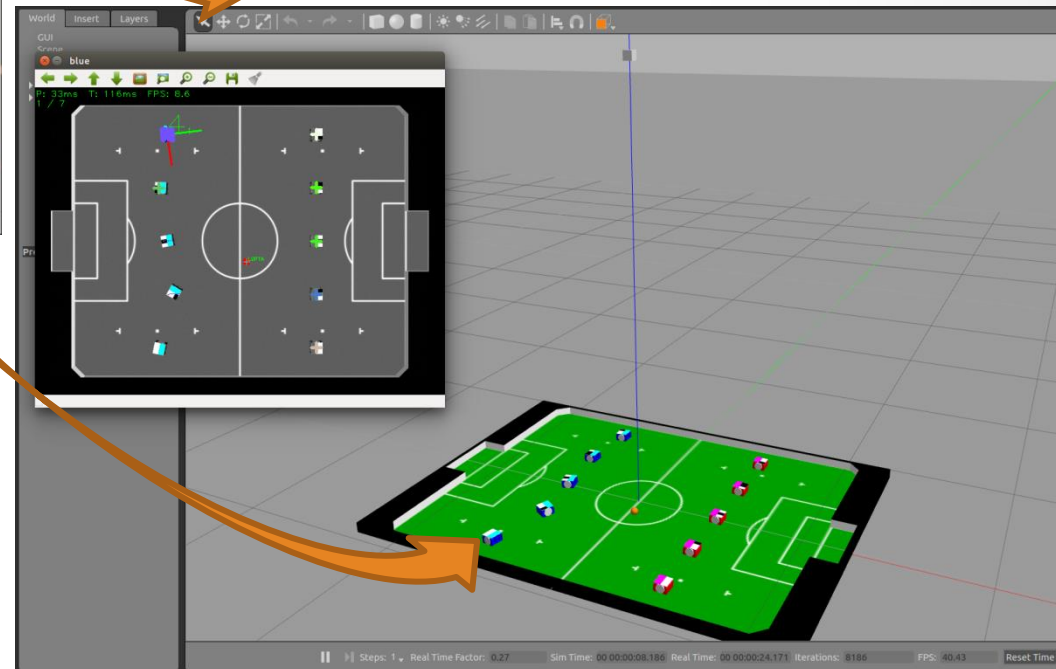 World Insert Layers
GUI
Scene
blue
P: 33ms T: 116ms FPS: 8.6
1 / 7
4
Steps: 1 Real Time Factor: 0.27 Sim Time: 00 00:00:08.186 Real Time: 00 00:00:24.171 Iterations: 8186 FPS: 40.43 Reset Time